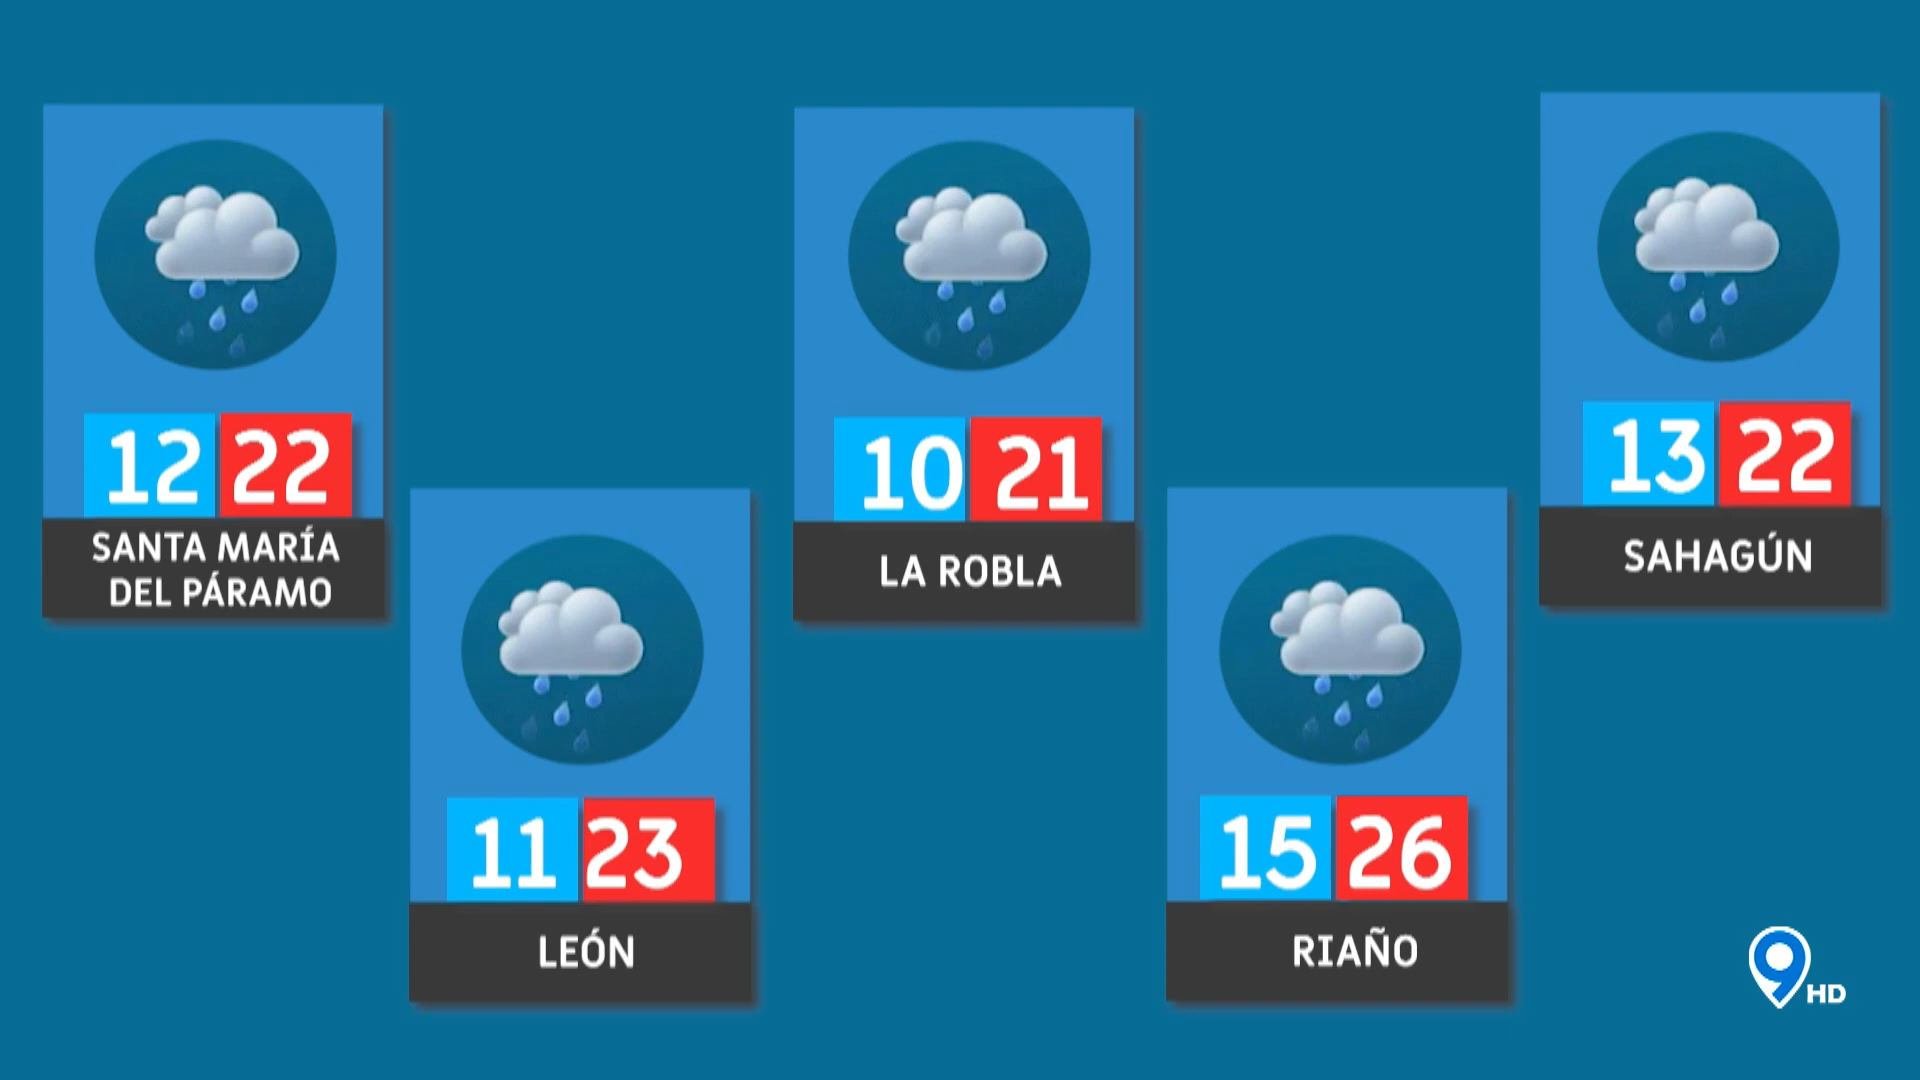 12 22
SANTA MARÍA
DEL PÁRAMO
11 23
LEÓN
10 21
LA ROBLA
15 26
RIAÑO
13 22
SAHAGÚN
9 HD